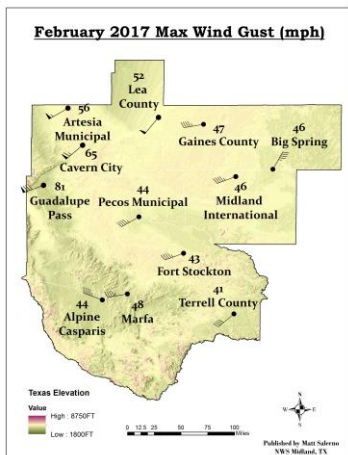 February 2017 Max Wind Gust (mph)
52
Lea
County
56
Artesia
Municipal
47
Gaines County
46
Big Spring
65
Cavern City
81
Guadalupe
Pass
44
Pecos Municipal
46
Midland
International
43
Fort Stockton
41
Terrell County
44
Alpine
Casparis
48
Marfa
Texas Elevation
Value
High : 8750FT
Low : 1800FT
0 12.5 25 50 75 100
Miles
N
W E
S
Published by Matt Salerno
NWS Midland, TX